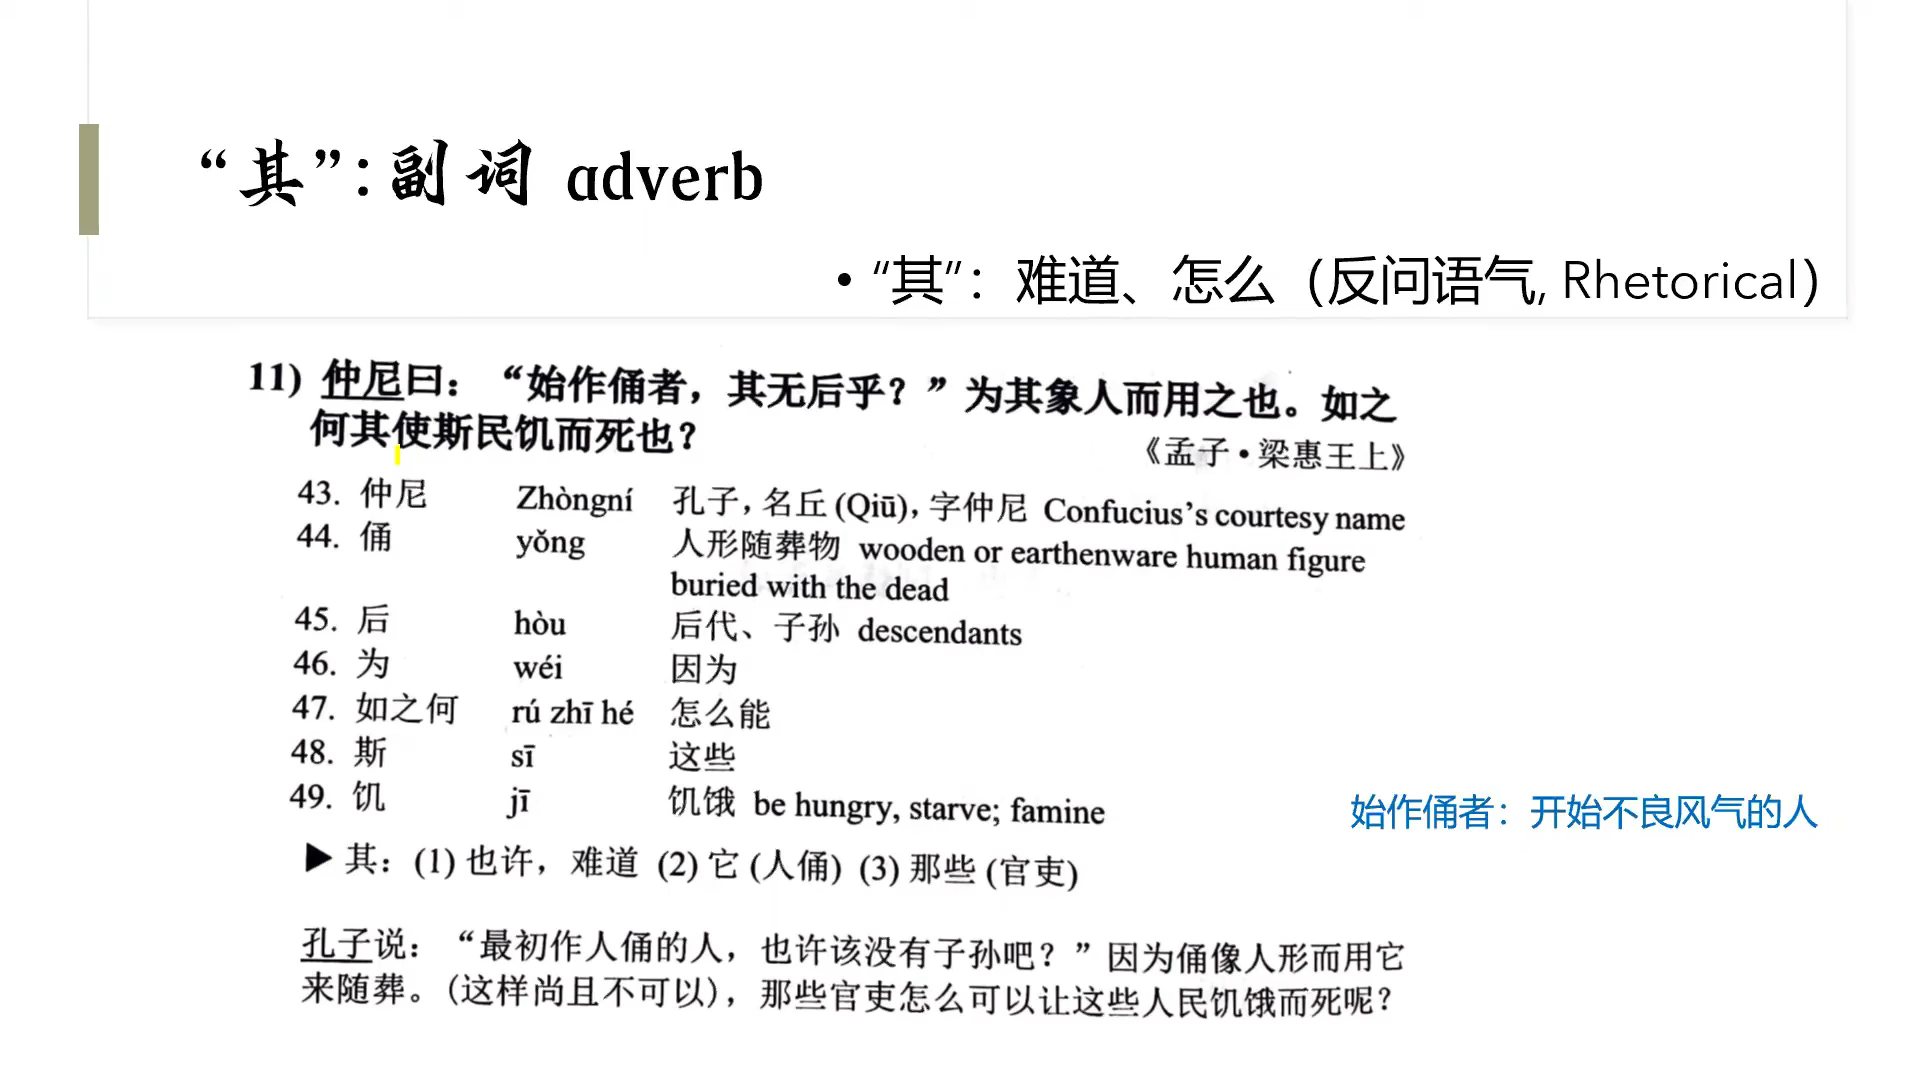 “其”：副词 adverb
• “其”：难道、怎么（反问语气, Rhetorical）
11) 仲尼曰：“始作俑者，其无后乎？”为其象人而用之也。如之
何其使斯民饥而死也？
《孟子·梁惠王上》
43. 仲尼 Zhòngní 孔子，名丘 (Qiū)，字仲尼 Confucius’s courtesy name
44. 俑 yǒng 人形随葬物 wooden or earthenware human figure
buried with the dead
45. 后 hòu 后代、子孙 descendants
46. 为 wéi 因为
47. 如之何 rú zhī hé 怎么能
48. 斯 sī 这些
49. 饥 jī 饥饿 be hungry, starve; famine
始作俑者：开始不良风气的人
▶ 其：(1) 也许，难道 (2) 它 (人俑) (3) 那些 (官吏)
孔子说：“最初作人俑的人，也许该没有子孙吧？”因为俑像人形而用它
来随葬。(这样尚且不可以)，那些官吏怎么可以让这些人民饥饿而死呢？